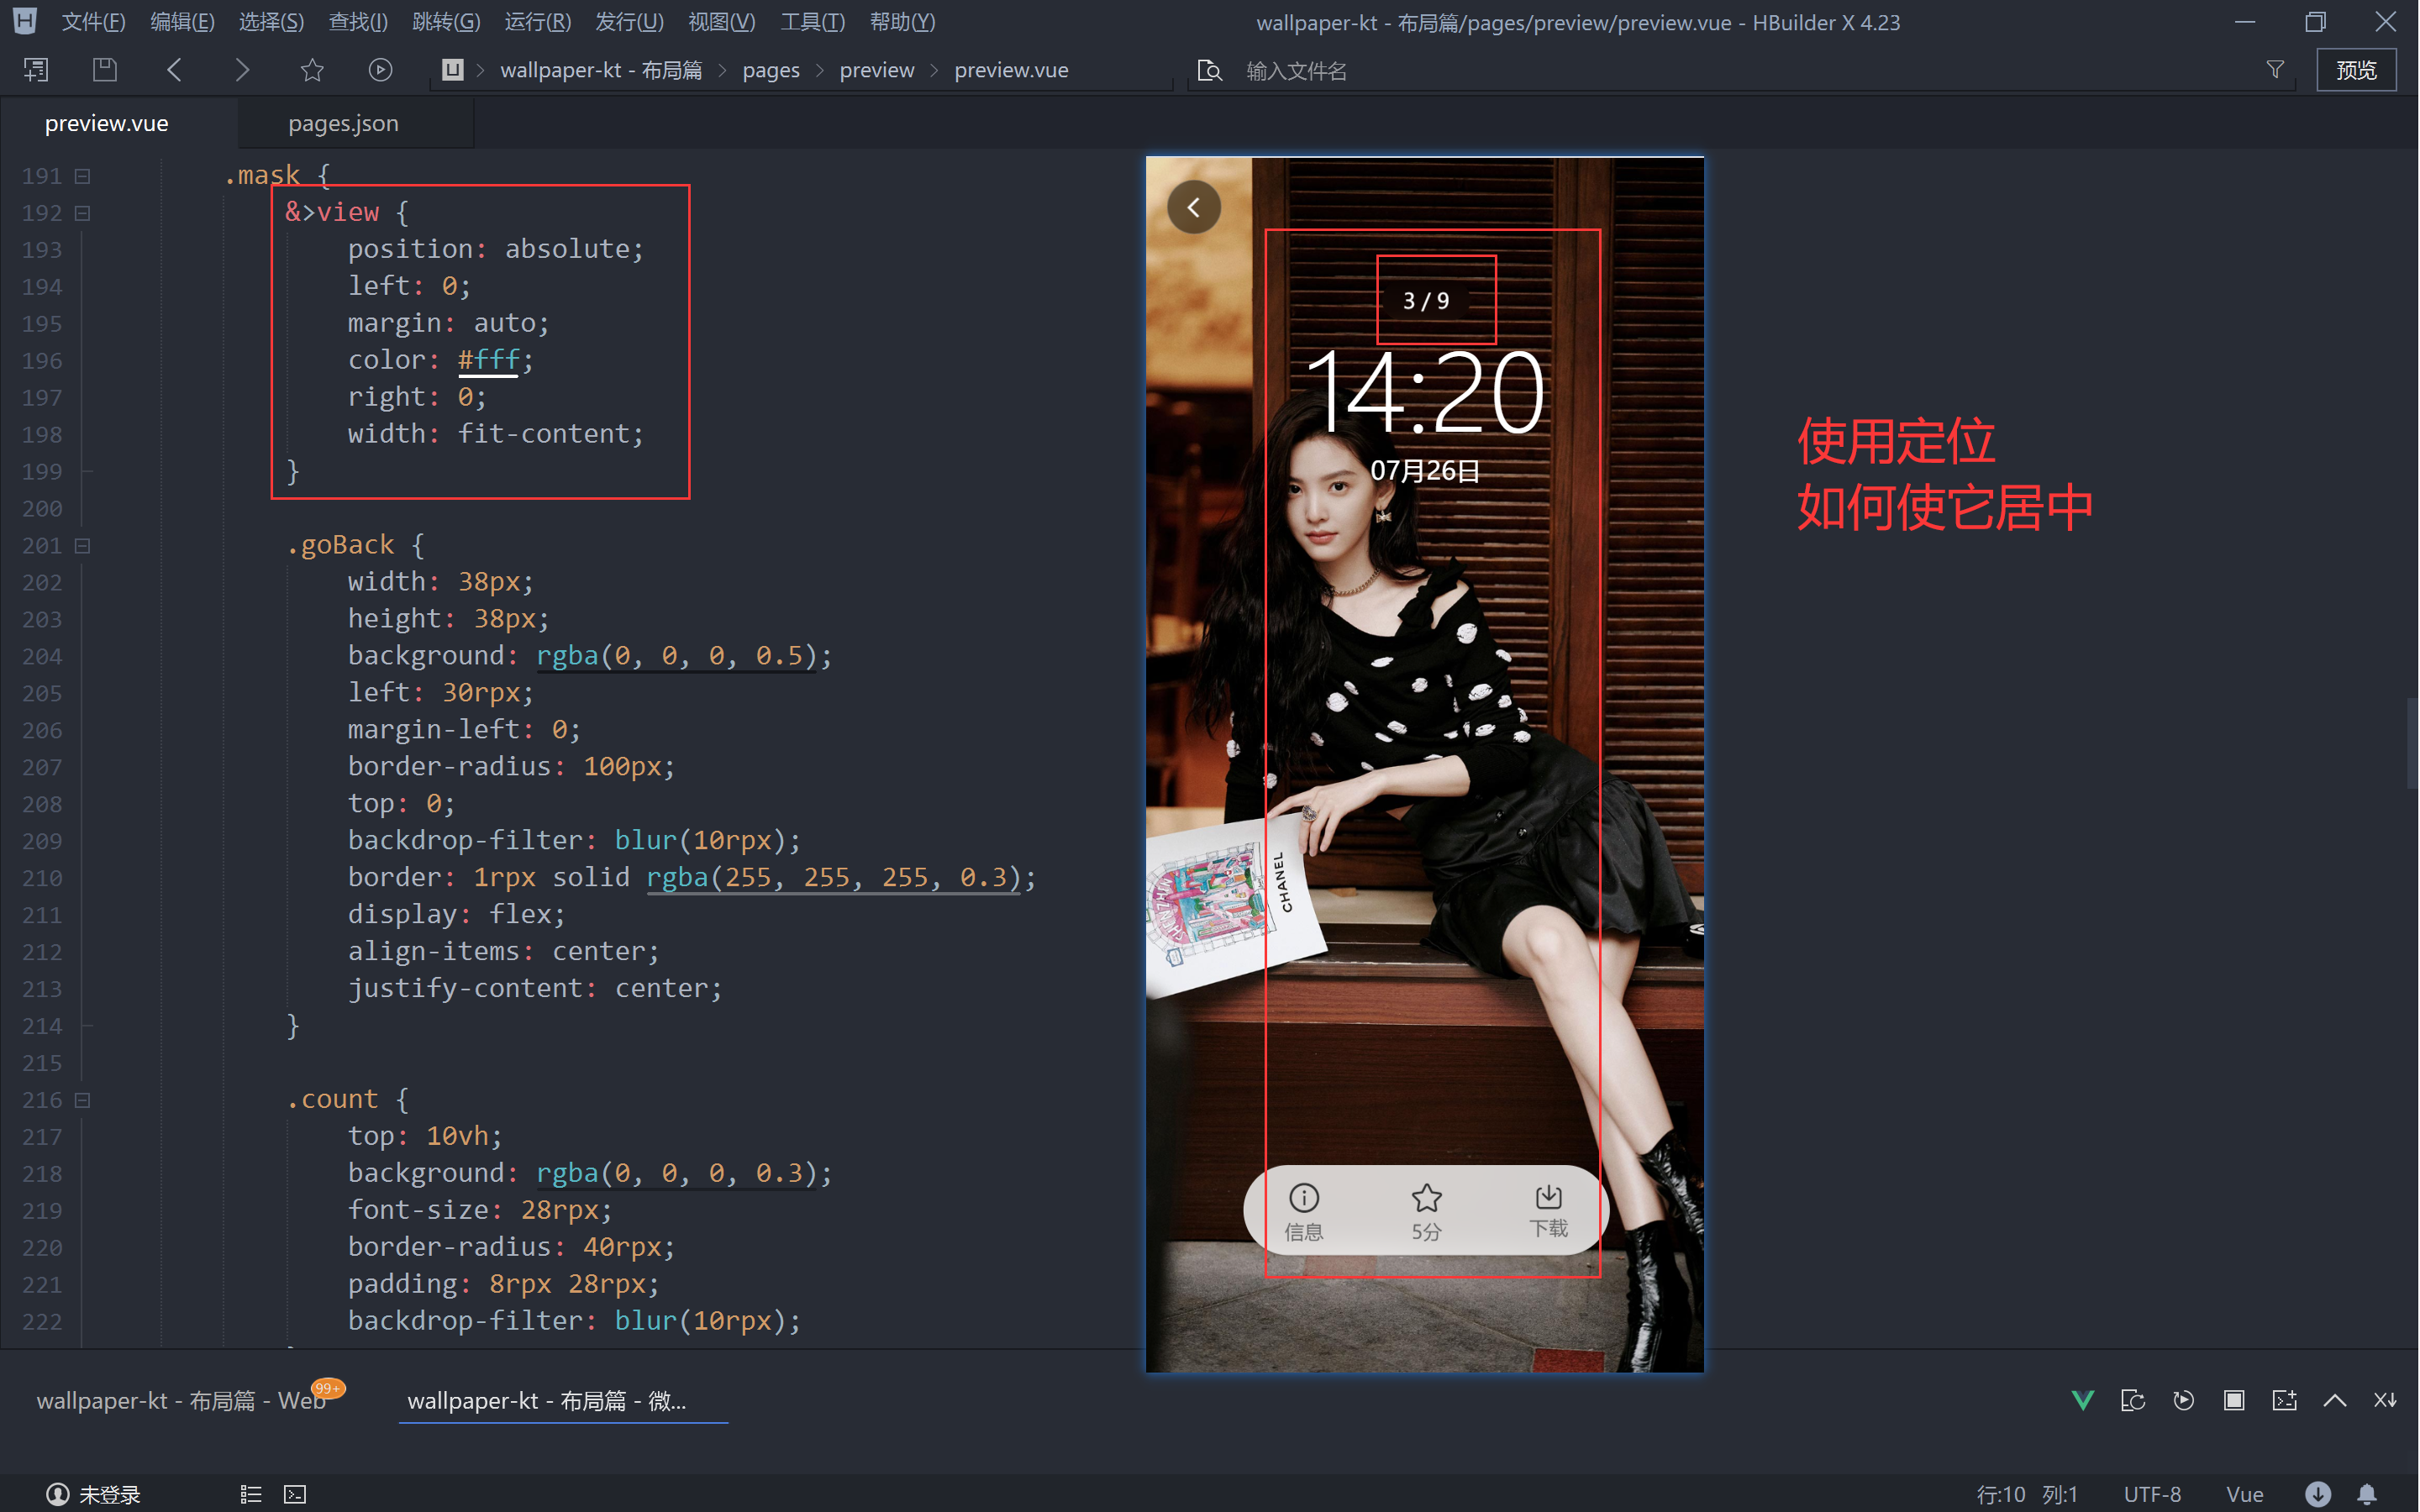 文件(F) 编辑(E) 选择(S) 查找(I) 跳转(G) 运行(R) 发行(U) 视图(V) 工具(T) 帮助(Y)
wallpaper-kt - 布局篇/pages/preview/preview.vue - HBuilder X 4.23
wallpaper-kt - 布局篇 pages preview preview.vue
输入文件名
预览
preview.vue
pages.json
191 .mask {
192 &>view {
193 position: absolute;
194 left: 0;
195 margin: auto;
196 color: #fff;
197 right: 0;
198 width: fit-content;
199 }
200
201 .goBack {
202 width: 38px;
203 height: 38px;
204 background: rgba(0, 0, 0, 0.5);
205 left: 30rpx;
206 margin-left: 0;
207 border-radius: 100px;
208 top: 0;
209 backdrop-filter: blur(10rpx);
210 border: 1rpx solid rgba(255, 255, 255, 0.3);
211 display: flex;
212 align-items: center;
213 justify-content: center;
214 }
215
216 .count {
217 top: 10vh;
218 background: rgba(0, 0, 0, 0.3);
219 font-size: 28rpx;
220 border-radius: 40rpx;
221 padding: 8rpx 28rpx;
222 backdrop-filter: blur(10rpx);
3 / 9
14:20
07月26日
CHANEL
信息
5分
下载
使用定位
如何使它居中
wallpaper-kt - 布局篇 - Web
99+
wallpaper-kt - 布局篇 - 微...
未登录
行:10 列:1
UTF-8
Vue